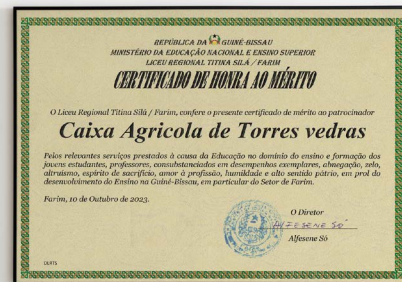 REPÚBLICA DA GUINÉ-BISSAU
MINISTÉRIO DA EDUCAÇÃO NACIONAL E ENSINO SUPERIOR
LICEU REGIONAL TITINA SILÁ / FARIM
CERTIFICADO DE HONRA AO MÉRITO
O Liceu Regional Titina Silá / Farim, confere o presente certificado de mérito ao patrocinador
Caixa Agricola de Torres vedras
Pelos relevantes serviços prestados à causa da Educação no domínio do ensino e formação dos
jovens estudantes, professores, consubstanciados em desempenhos exemplares, abnegação, zelo,
altruísmo, espírito de sacrifício, amor à profissão, humildade e alto sentido pátrio, em prol do
desenvolvimento do Ensino na Guiné-Bissau, em particular do Setor de Farim.
Farim, 10 de Outubro de 2023.
O Diretor
ALFESENE SÓ
Alfesene Só